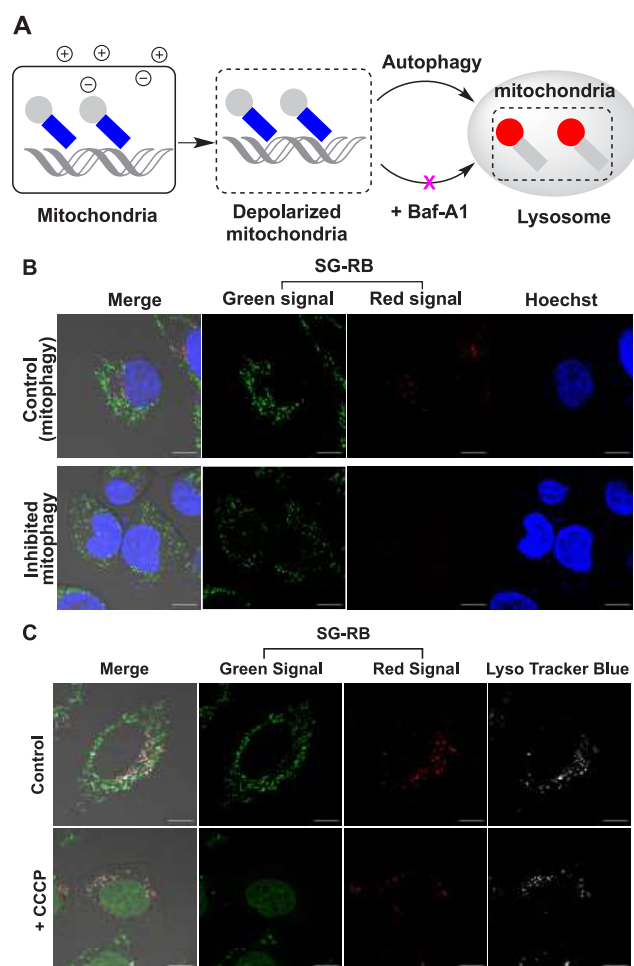 A
+ + +
− −
Autophagy
mitochondria
X
+ Baf-A1
Mitochondria
Depolarized
mitochondria
Lysosome
B
SG-RB
Merge Green signal Red signal Hoechst
Control
(mitophagy)
Inhibited
mitophagy
C
SG-RB
Merge Green Signal Red Signal Lyso Tracker Blue
Control
+ CCCP